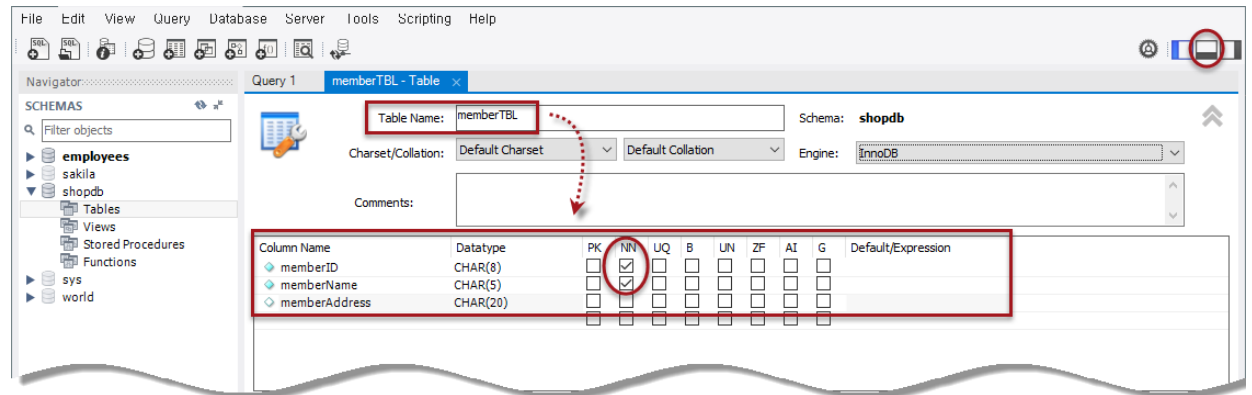 File Edit View Query Database Server Tools Scripting Help
SQL SQL
Navigator
Query 1 memberTBL - Table
SCHEMAS
Filter objects
employees
sakila
shopdb
Tables
Views
Stored Procedures
Functions
sys
world
Table Name: memberTBL Schema: shopdb
Charset/Collation: Default Charset Default Collation Engine: InnoDB
Comments:
Column Name Datatype PK NN UQ B UN ZF AI G Default/Expression
memberID CHAR(8)
memberName CHAR(5)
memberAddress CHAR(20)